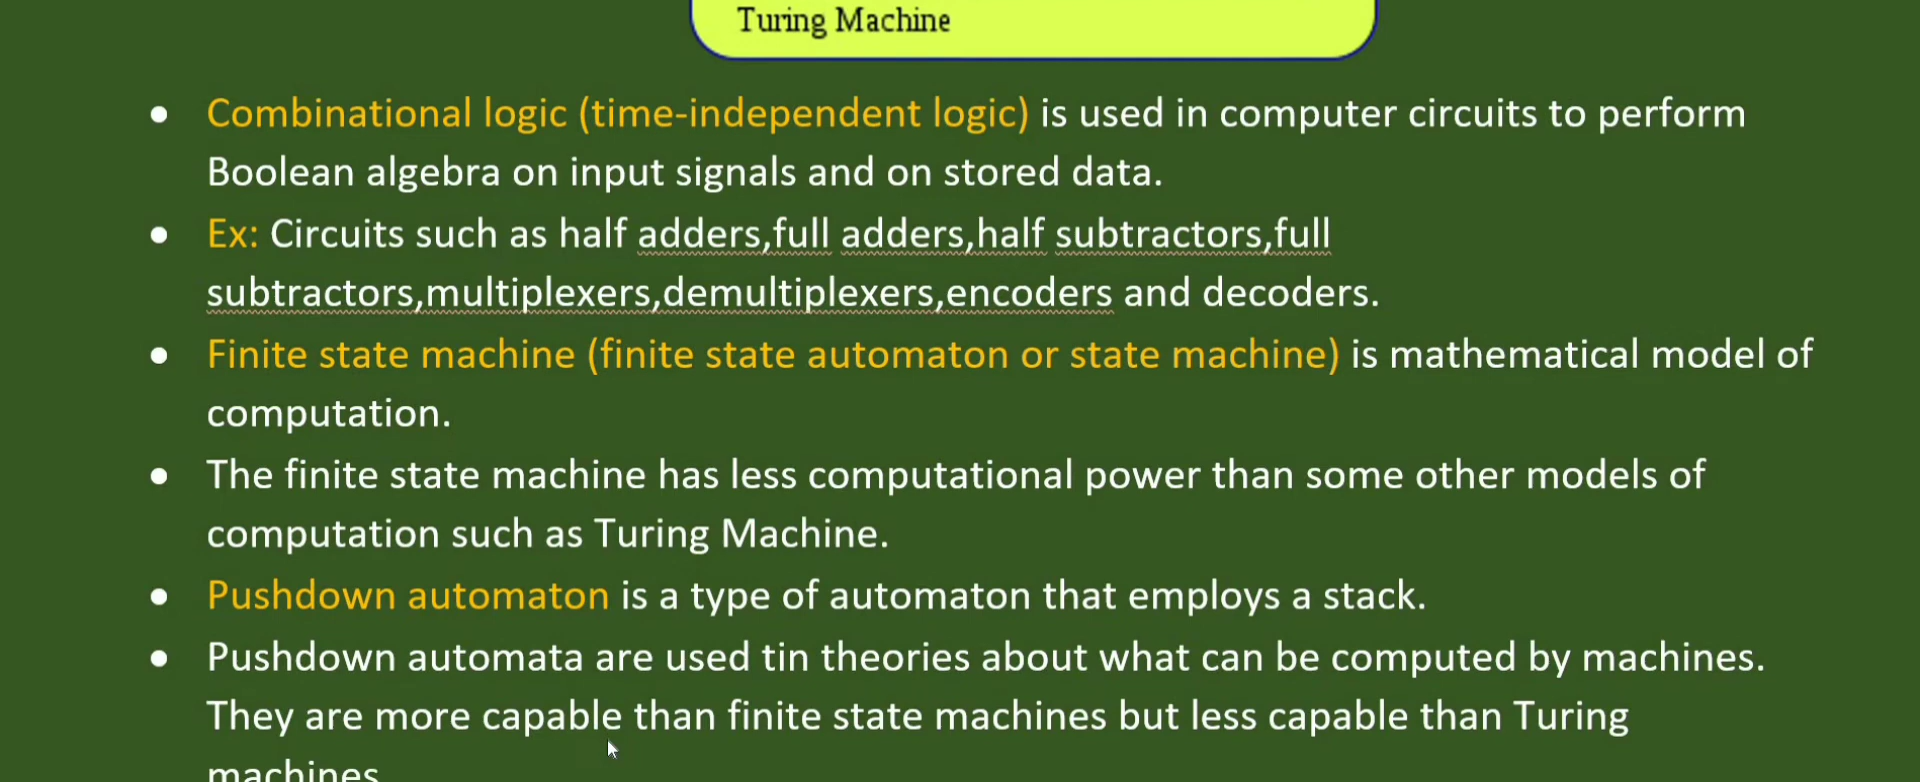 Turing Machine
● Combinational logic (time-independent logic) is used in computer circuits to perform
Boolean algebra on input signals and on stored data.
● Ex: Circuits such as half adders,full adders,half subtractors,full
subtractors,multiplexers,demultiplexers,encoders and decoders.
● Finite state machine (finite state automaton or state machine) is mathematical model of
computation.
● The finite state machine has less computational power than some other models of
computation such as Turing Machine.
● Pushdown automaton is a type of automaton that employs a stack.
● Pushdown automata are used tin theories about what can be computed by machines.
They are more capable than finite state machines but less capable than Turing
machines.